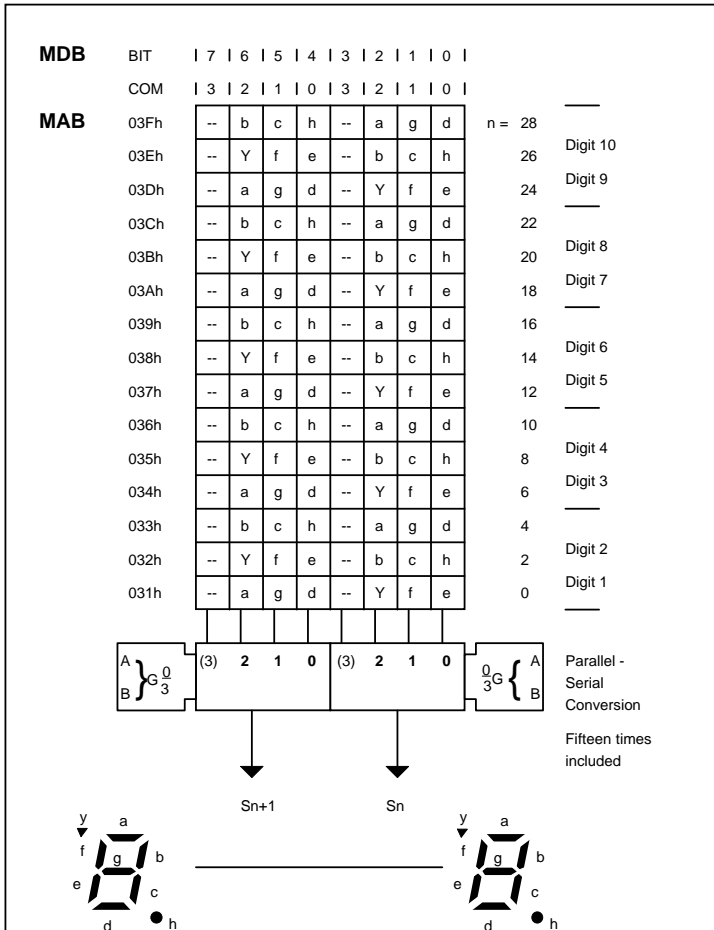 MDB BIT | 7 | 6 | 5 | 4 | 3 | 2 | 1 | 0 |
COM | 3 | 2 | 1 | 0 | 3 | 2 | 1 | 0 |
MAB 03Fh -- b c h -- a g d n = 28
Digit 10
03Eh -- Y f e -- b c h 26
Digit 9
03Dh -- a g d -- Y f e 24
03Ch -- b c h -- a g d 22
Digit 8
03Bh -- Y f e -- b c h 20
Digit 7
03Ah -- a g d -- Y f e 18
039h -- b c h -- a g d 16
Digit 6
038h -- Y f e -- b c h 14
Digit 5
037h -- a g d -- Y f e 12
036h -- b c h -- a g d 10
Digit 4
035h -- Y f e -- b c h 8
Digit 3
034h -- a g d -- Y f e 6
033h -- b c h -- a g d 4
Digit 2
032h -- Y f e -- b c h 2
Digit 1
031h -- a g d -- Y f e 0
A (3) 2 1 0 (3) 2 1 0 A
} G 0/3 0/3 G {
B B
Parallel -
Serial
Conversion
Fifteen times
included
Sn+1 Sn
y a y a
f g b f g b
e c e c
d h d h